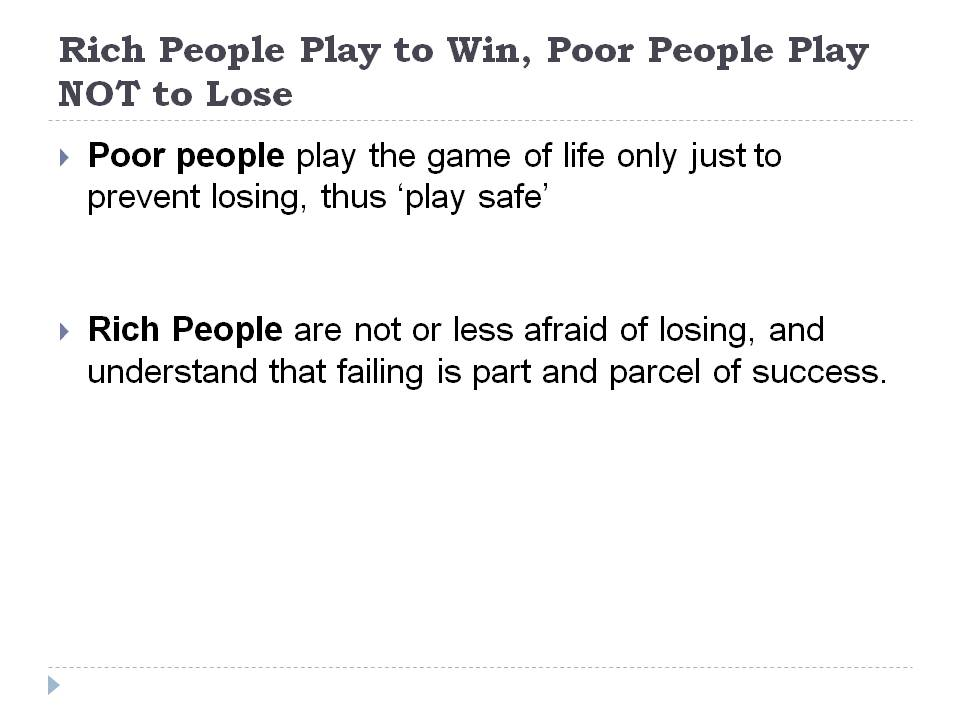 Rich People Play to Win, Poor People Play
NOT to Lose
Poor people play the game of life only just to
prevent losing, thus ‘play safe’
Rich People are not or less afraid of losing, and
understand that failing is part and parcel of success.